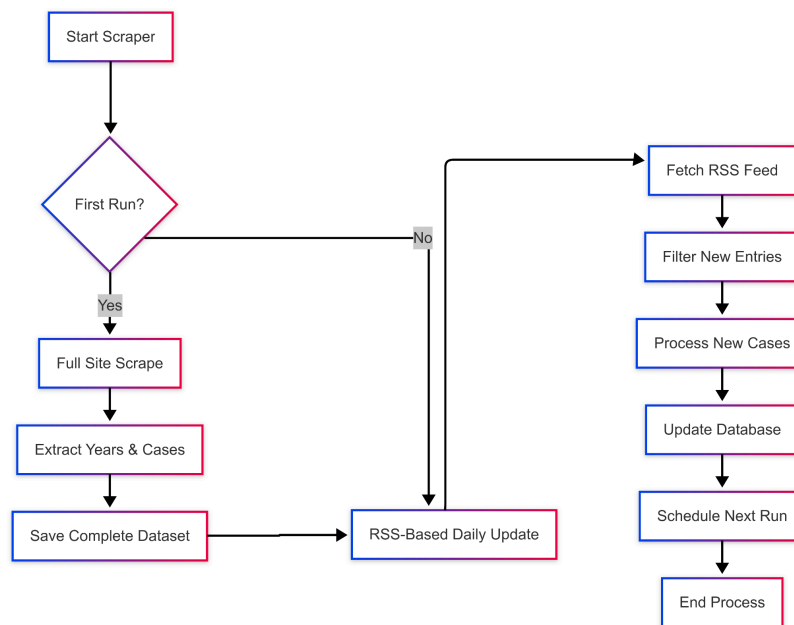 Start Scraper
First Run?
No
Yes
Full Site Scrape
Extract Years & Cases
Save Complete Dataset
RSS-Based Daily Update
Fetch RSS Feed
Filter New Entries
Process New Cases
Update Database
Schedule Next Run
End Process